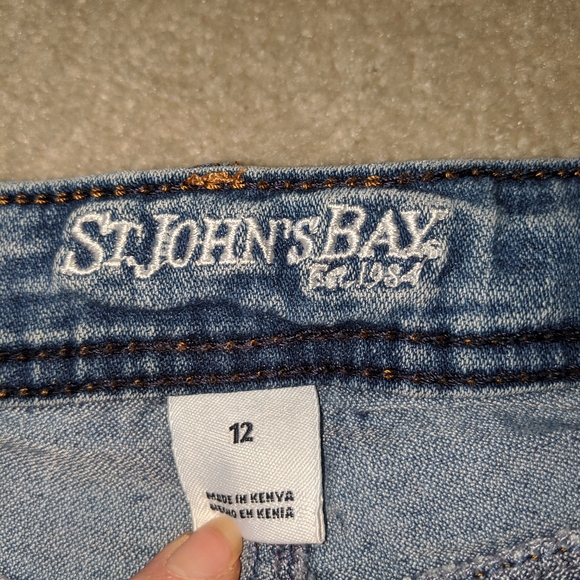 ST. JOHN'S BAY.
EST. 1984
12
MADE IN KENYA
HECHO EN KENIA